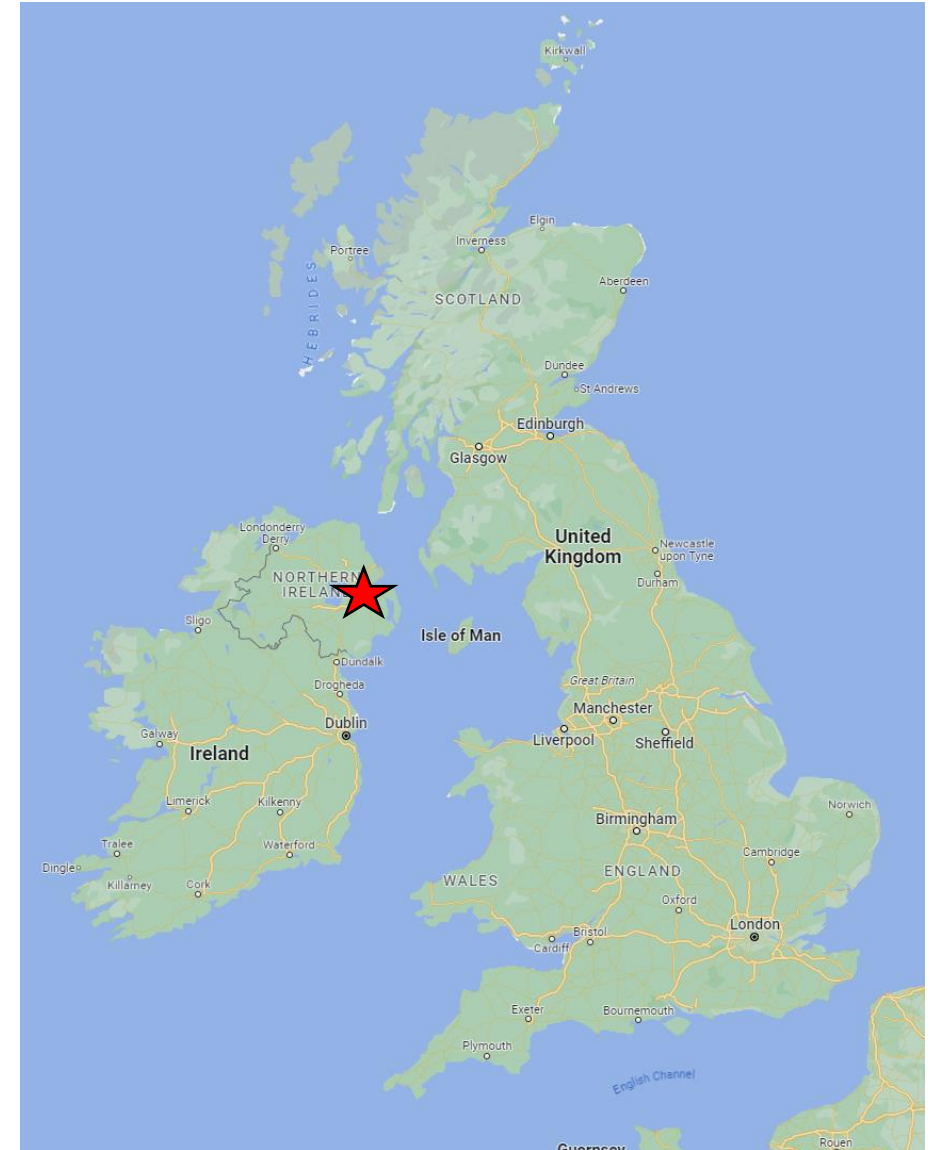 Kirkwall
Elgin
Inverness
Portree
Aberdeen
HEBRIDES
SCOTLAND
Dundee
St Andrews
Edinburgh
Glasgow
Londonderry
Derry
United
Kingdom
Newcastle
upon Tyne
NORTHERN
Durham
Sligo
Isle of Man
Dundalk
Great Britain
Drogheda
Manchester
Dublin
Galway
Liverpool
Sheffield
Ireland
Limerick
Kilkenny
Norwich
Birmingham
Tralee
Waterford
Cambridge
Dingle
Killarney
Cork
WALES
ENGLAND
Oxford
London
Bristol
Cardiff
Exeter
Bournemouth
Plymouth
English Channel
Rouen